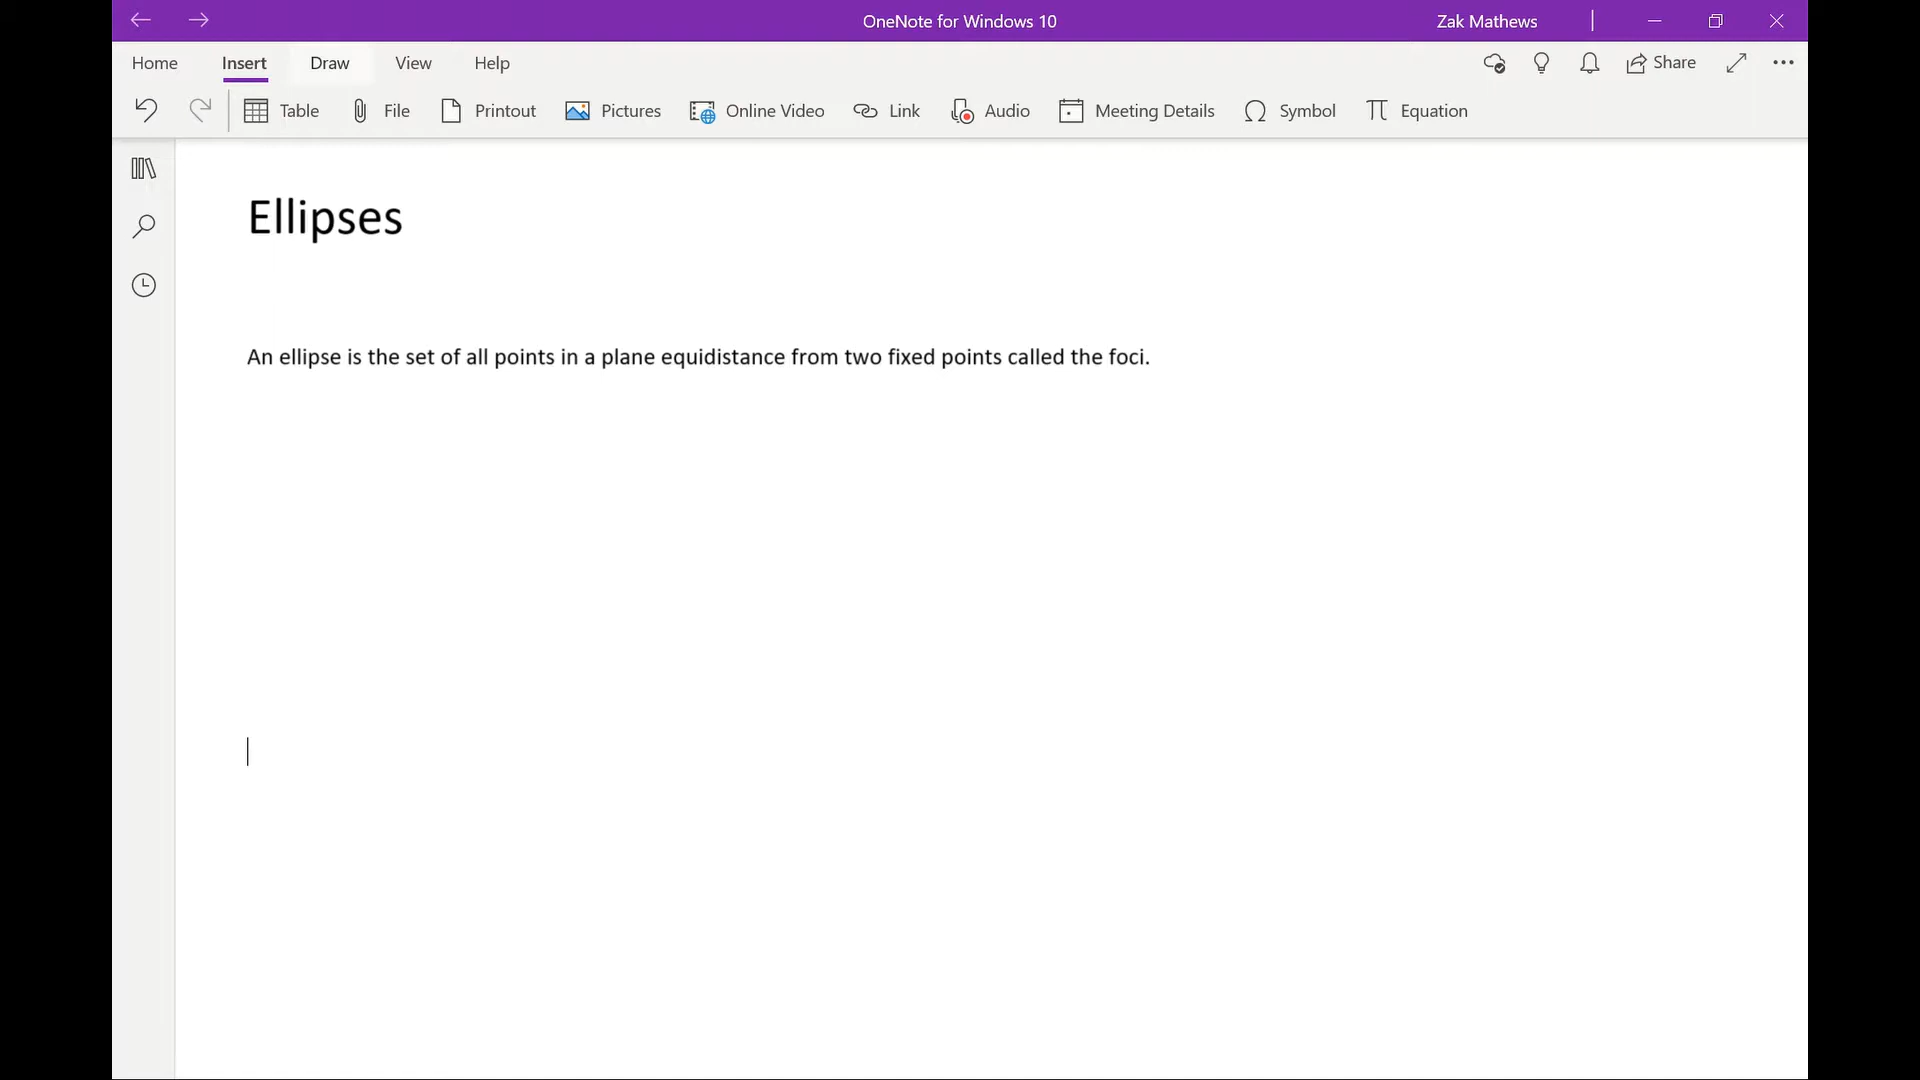 OneNote for Windows 10
Zak Mathews
Home Insert Draw View Help
Share
Table File Printout Pictures Online Video Link Audio Meeting Details Symbol Equation
Ellipses
An ellipse is the set of all points in a plane equidistance from two fixed points called the foci.